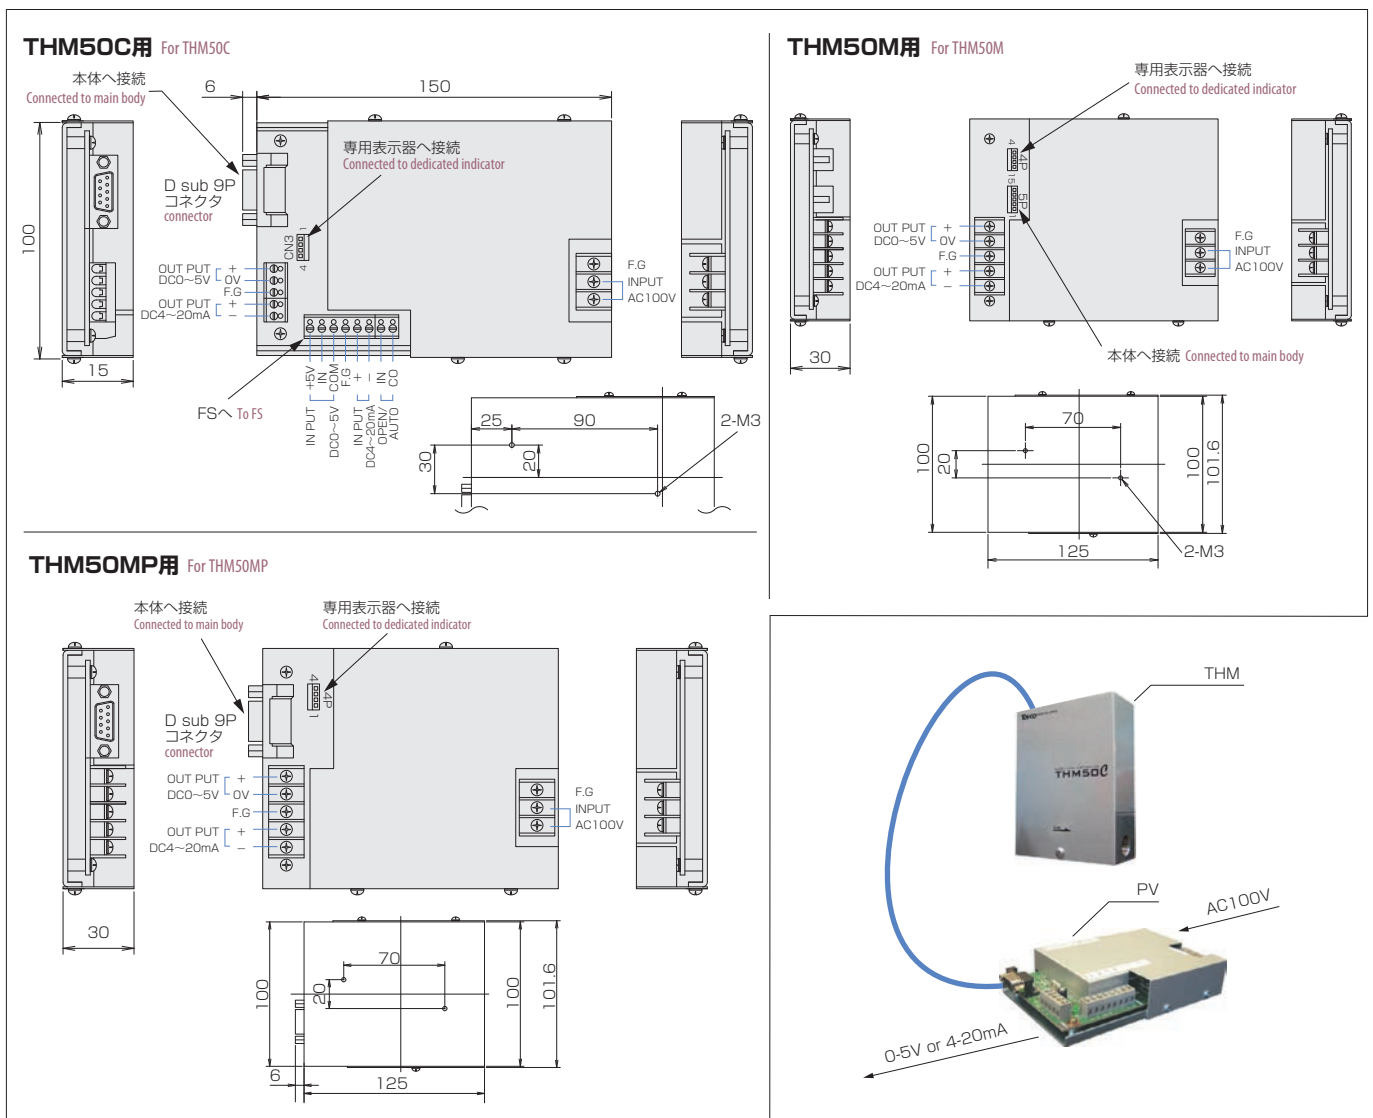 THM50C用 For THM50C
本体へ接続
Connected to main body
6
150
専用表示器へ接続
Connected to dedicated indicator
D sub 9P
コネクタ
connector
100
CN3
1
4
OUT PUT +
DC0~5V 0V
F.G
OUT PUT +
DC4~20mA −
F.G
INPUT
AC100V
15
FSへ To FS
+5V
IN
COM
F.G
+
−
IN
CO
IN PUT
DC0~5V
IN PUT
DC4~20mA
OPEN/
AUTO
25
90
2-M3
30
20
THM50M用 For THM50M
専用表示器へ接続
Connected to dedicated indicator
4
4P
1
5
5P
1
OUT PUT +
DC0~5V 0V
F.G
OUT PUT +
DC4~20mA −
F.G
INPUT
AC100V
30
本体へ接続 Connected to main body
70
100
20
100
101.6
125
2-M3
THM50MP用 For THM50MP
本体へ接続
Connected to main body
専用表示器へ接続
Connected to dedicated indicator
4
4P
1
D sub 9P
コネクタ
connector
OUT PUT +
DC0~5V 0V
F.G
OUT PUT +
DC4~20mA −
F.G
INPUT
AC100V
30
70
100
20
100
101.6
6
125
THM
THM50C
PV
AC100V
0-5V or 4-20mA